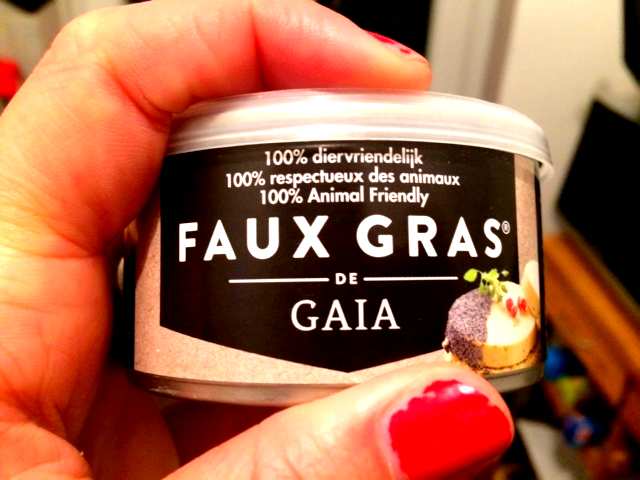 100% diervriendelijk
100% respectueux des animaux
100% Animal Friendly
FAUX GRAS®
DE
GAIA